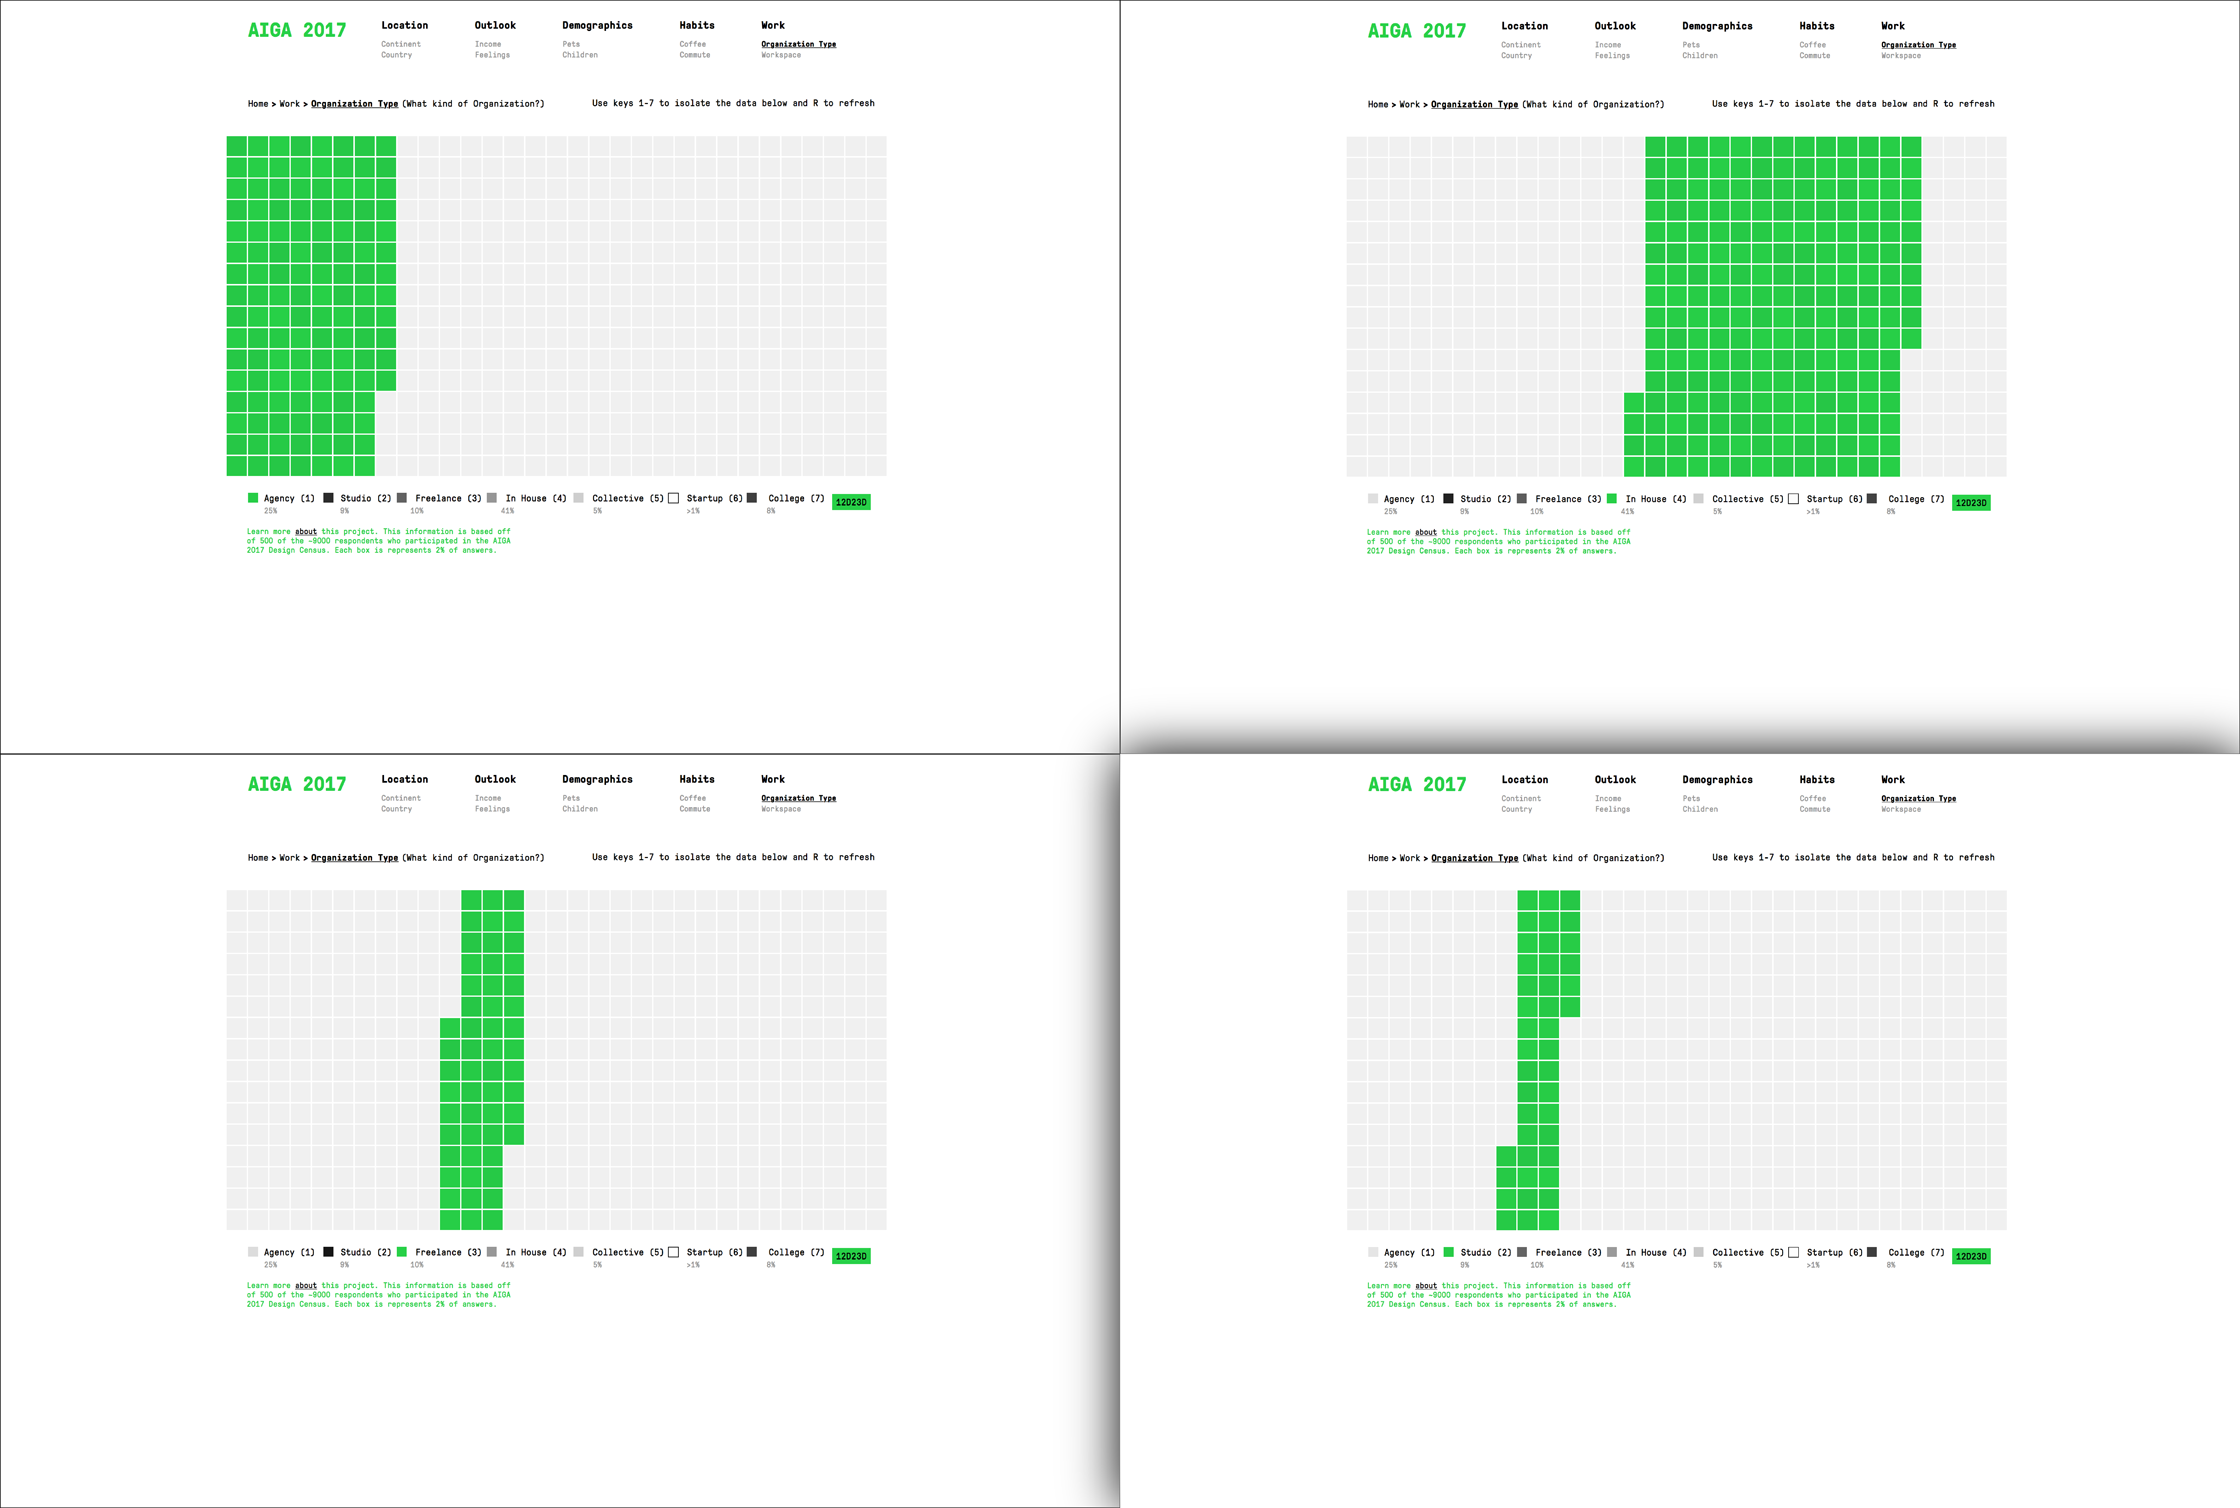 AIGA 2017
Location Outlook Demographics Habits Work
Continent Income Pets Coffee Organization Type
Country Feelings Children Commute Workspace
Home > Work > Organization Type (What kind of Organization?) Use keys 1-7 to isolate the data below and R to refresh
Agency (1) Studio (2) Freelance (3) In House (4) Collective (5) Startup (6) College (7) 12D23D
25% 9% 10% 41% 5% >1% 8%
Learn more about this project. This information is based off
of 500 of the ~9000 respondents who participated in the AIGA
2017 Design Census. Each box is represents 2% of answers.
AIGA 2017
Location Outlook Demographics Habits Work
Continent Income Pets Coffee Organization Type
Country Feelings Children Commute Workspace
Home > Work > Organization Type (What kind of Organization?) Use keys 1-7 to isolate the data below and R to refresh
Agency (1) Studio (2) Freelance (3) In House (4) Collective (5) Startup (6) College (7) 12D23D
25% 9% 10% 41% 5% >1% 8%
Learn more about this project. This information is based off
of 500 of the ~9000 respondents who participated in the AIGA
2017 Design Census. Each box is represents 2% of answers.
AIGA 2017
Location Outlook Demographics Habits Work
Continent Income Pets Coffee Organization Type
Country Feelings Children Commute Workspace
Home > Work > Organization Type (What kind of Organization?) Use keys 1-7 to isolate the data below and R to refresh
Agency (1) Studio (2) Freelance (3) In House (4) Collective (5) Startup (6) College (7) 12D23D
25% 9% 10% 41% 5% >1% 8%
Learn more about this project. This information is based off
of 500 of the ~9000 respondents who participated in the AIGA
2017 Design Census. Each box is represents 2% of answers.
AIGA 2017
Location Outlook Demographics Habits Work
Continent Income Pets Coffee Organization Type
Country Feelings Children Commute Workspace
Home > Work > Organization Type (What kind of Organization?) Use keys 1-7 to isolate the data below and R to refresh
Agency (1) Studio (2) Freelance (3) In House (4) Collective (5) Startup (6) College (7) 12D23D
25% 9% 10% 41% 5% >1% 8%
Learn more about this project. This information is based off
of 500 of the ~9000 respondents who participated in the AIGA
2017 Design Census. Each box is represents 2% of answers.